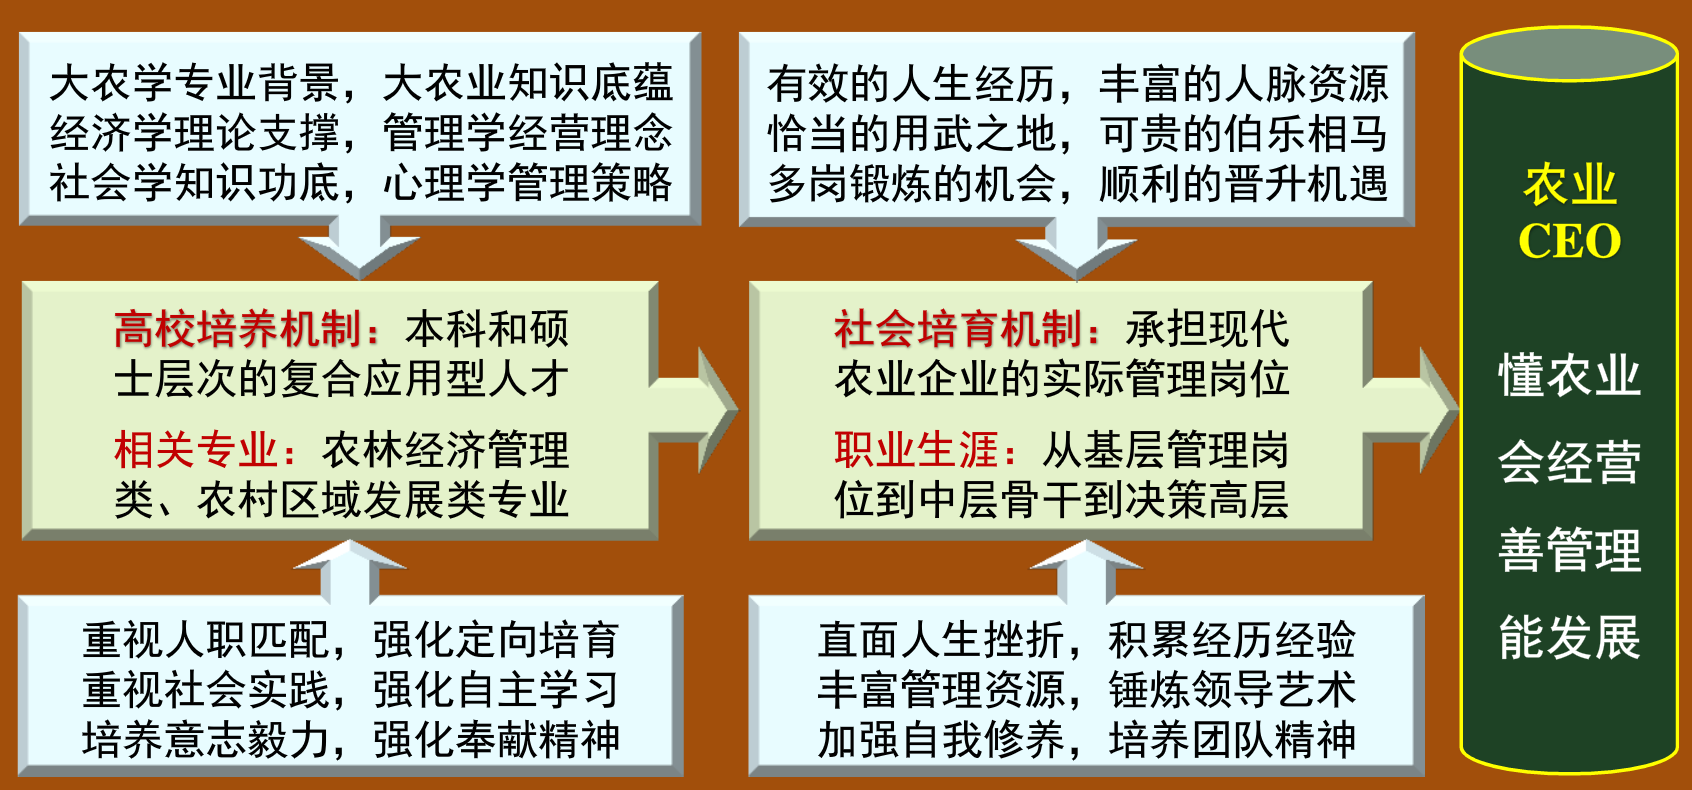 大农学专业背景，大农业知识底蕴
经济学理论支撑，管理学经营理念
社会学知识功底，心理学管理策略
有效的人生经历，丰富的人脉资源
恰当的用武之地，可贵的伯乐相马
多岗锻炼的机会，顺利的晋升机遇
高校培养机制：本科和硕
士层次的复合应用型人才
相关专业：农林经济管理
类、农村区域发展类专业
社会培育机制：承担现代
农业企业的实际管理岗位
职业生涯：从基层管理岗
位到中层骨干到决策高层
重视人职匹配，强化定向培育
重视社会实践，强化自主学习
培养意志毅力，强化奉献精神
直面人生挫折，积累经历经验
丰富管理资源，锤炼领导艺术
加强自我修养，培养团队精神
农业
CEO
懂农业
会经营
善管理
能发展